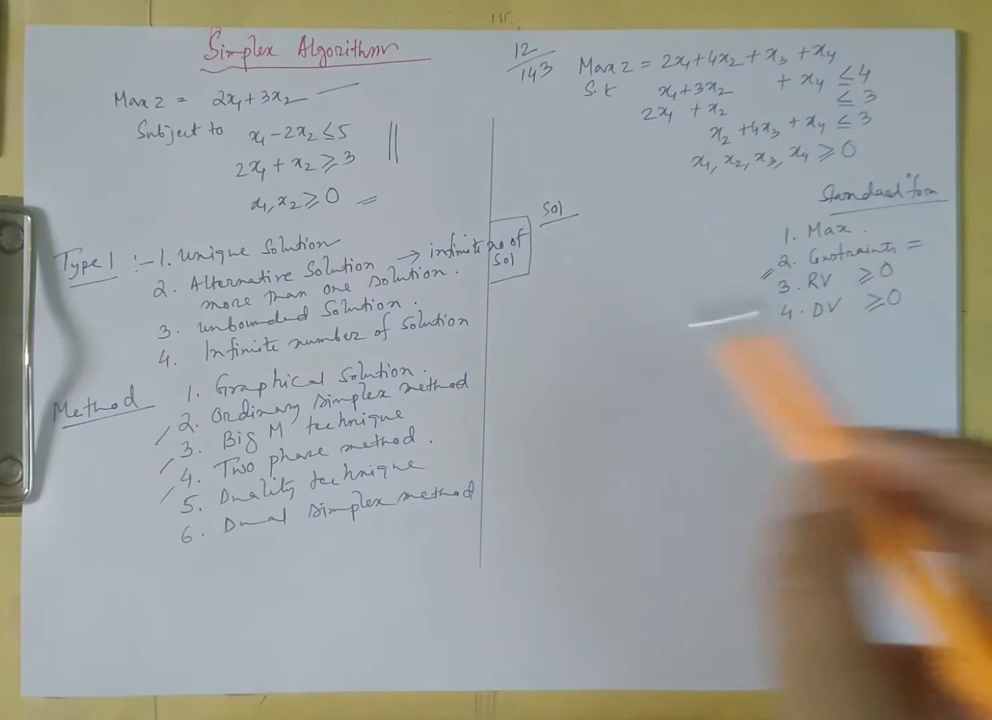 Simplex Algorithm
Max Z = 2x₁+3x₂
Subject to x₁-2x₂ ≤ 5
2x₁ + x₂ ≥ 3
x₁, x₂ ≥ 0
Type 1 :- 1. Unique Solution
2. Alternative Solution → infinite no of sol
more than one solution.
3. unbounded Solution.
4. Infinite number of solution
Method 1. Graphical Solution.
2. Ordinary simplex method
3. Big 'M' technique
4. Two phase method.
5. Duality technique
6. Dual simplex method
12/143
Max Z = 2x₁+4x₂ + x₃ + x₄
S.t x₁+3x₂ + x₄ ≤ 4
2x₁ + x₂ ≤ 3
x₂ + 4x₃ + x₄ ≤ 3
x₁, x₂, x₃, x₄ ≥ 0
Sol
Standard form
1. Max.
2. =
3. RV ≥ 0
4. DV ≥ 0